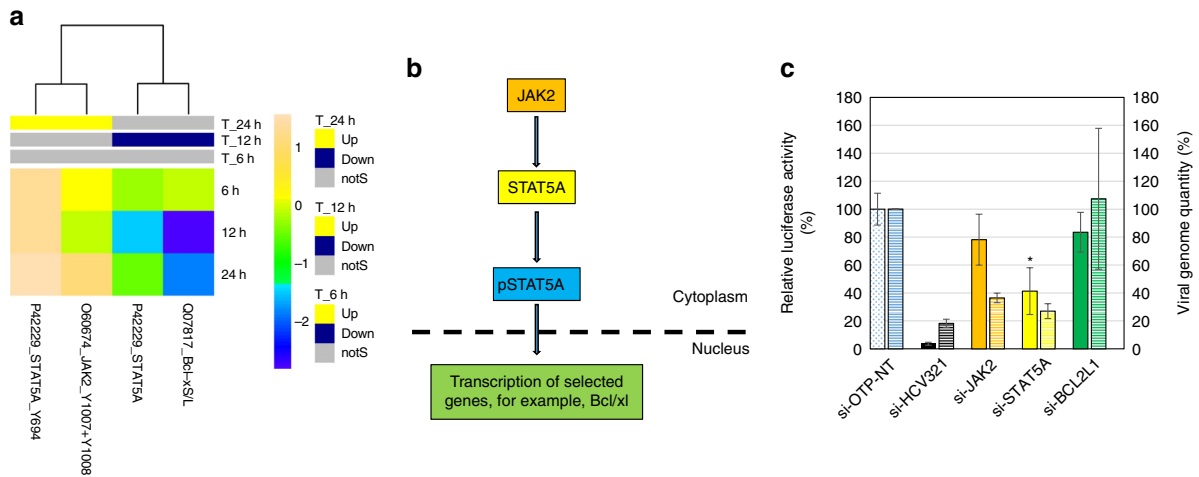 a
T_24 h
T_12 h
T_6 h
6 h
12 h
24 h
P42229_STAT5A_Y694
O60674_JAK2_Y1007+Y1008
P42229_STAT5A
Q07817_Bcl-xS/L
1
0
−1
−2
T_24 h
Up
Down
notS
T_12 h
Up
Down
notS
T_6 h
Up
Down
notS
b
JAK2
STAT5A
pSTAT5A
Cytoplasm
Nucleus
Transcription of selected
genes, for example, Bcl/xl
c
Relative luciferase activity
(%)
180
160
140
120
100
80
60
40
20
0
*
180
160
140
120
100
80
60
40
20
0
Viral genome quantity (%)
si-OTP-NT
si-HCV321
si-JAK2
si-STAT5A
si-BCL2L1